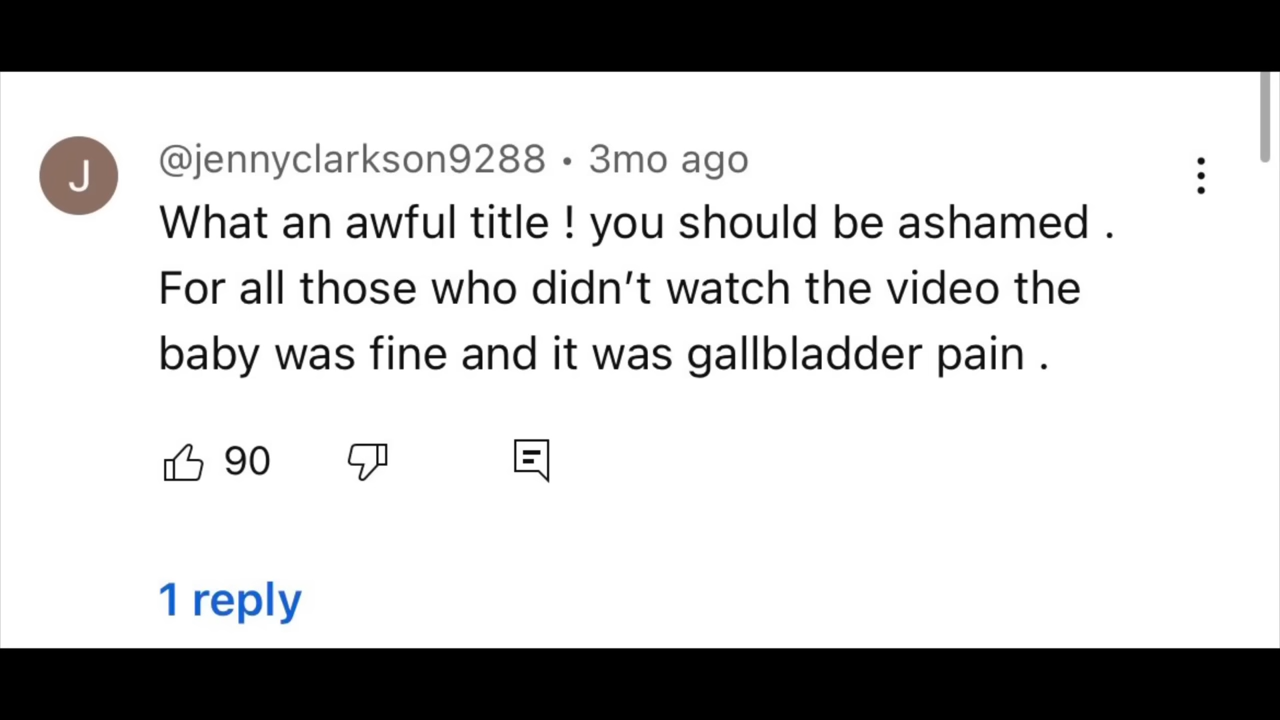 J
@jennyclarkson9288 • 3mo ago
What an awful title ! you should be ashamed .
For all those who didn’t watch the video the
baby was fine and it was gallbladder pain .
90
1 reply